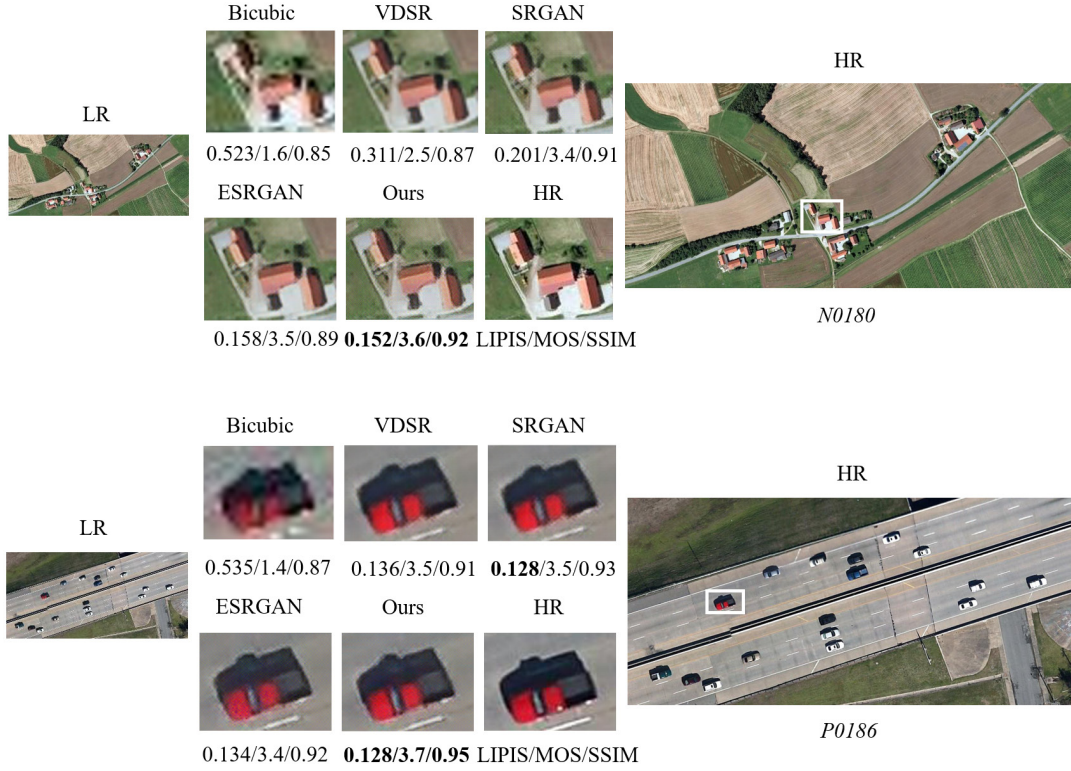 Bicubic VDSR SRGAN
HR
LR
0.523/1.6/0.85 0.311/2.5/0.87 0.201/3.4/0.91
ESRGAN Ours HR
N0180
0.158/3.5/0.89 0.152/3.6/0.92 LIPIS/MOS/SSIM
Bicubic VDSR SRGAN
HR
LR
0.535/1.4/0.87 0.136/3.5/0.91 0.128/3.5/0.93
ESRGAN Ours HR
P0186
0.134/3.4/0.92 0.128/3.7/0.95 LIPIS/MOS/SSIM